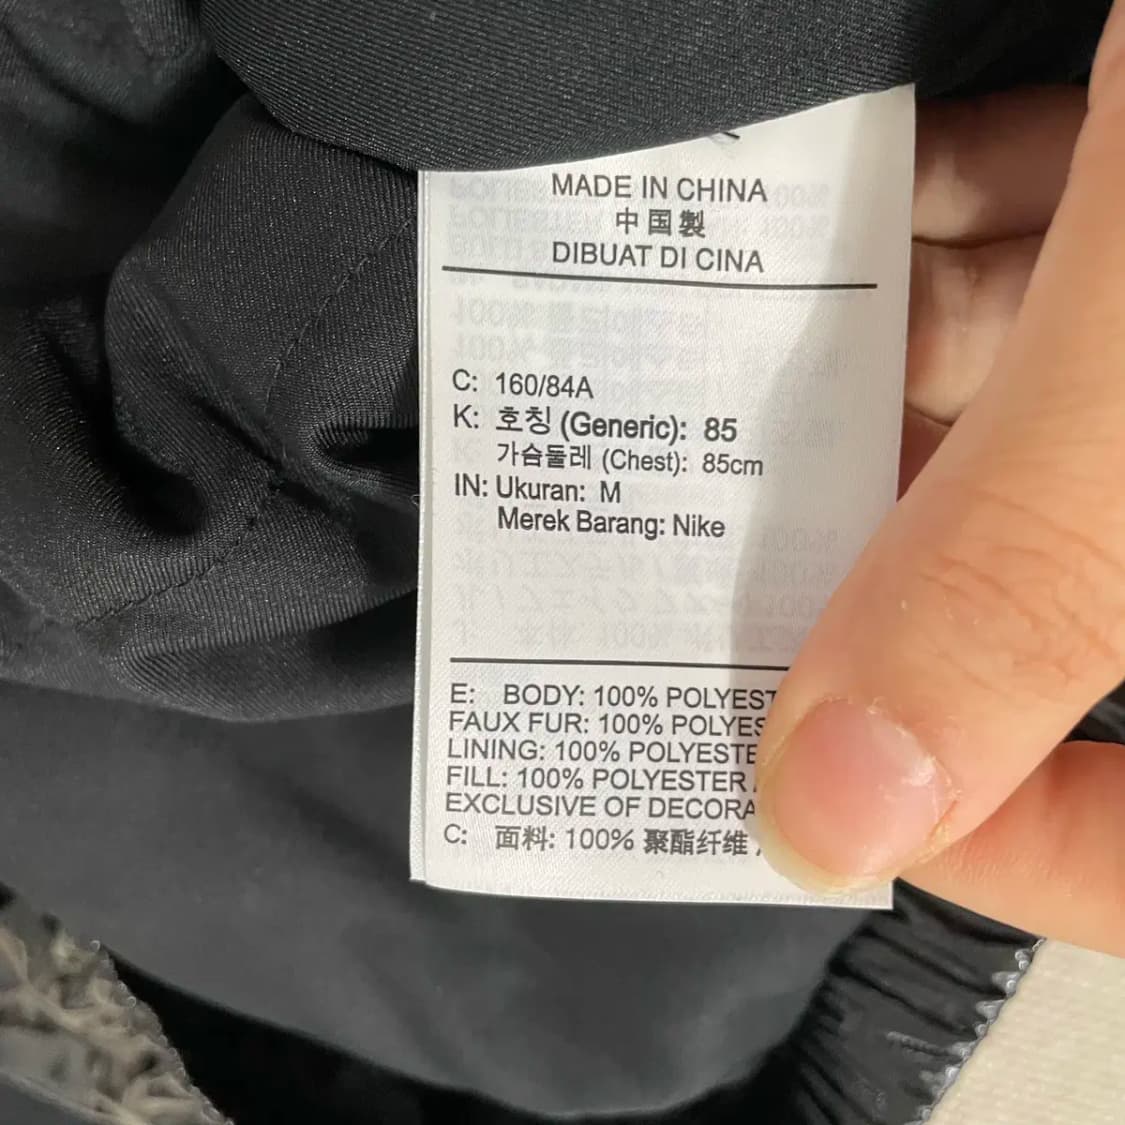 MADE IN CHINA
中国製
DIBUAT DI CINA
C: 160/84A
K: 호칭 (Generic): 85
가슴둘레 (Chest): 85cm
IN: Ukuran: M
Merek Barang: Nike
E: BODY: 100% POLYEST
FAUX FUR: 100% POLYES
LINING: 100% POLYESTE
FILL: 100% POLYESTER
EXCLUSIVE OF DECORA
C: 面料: 100% 聚酯纤维